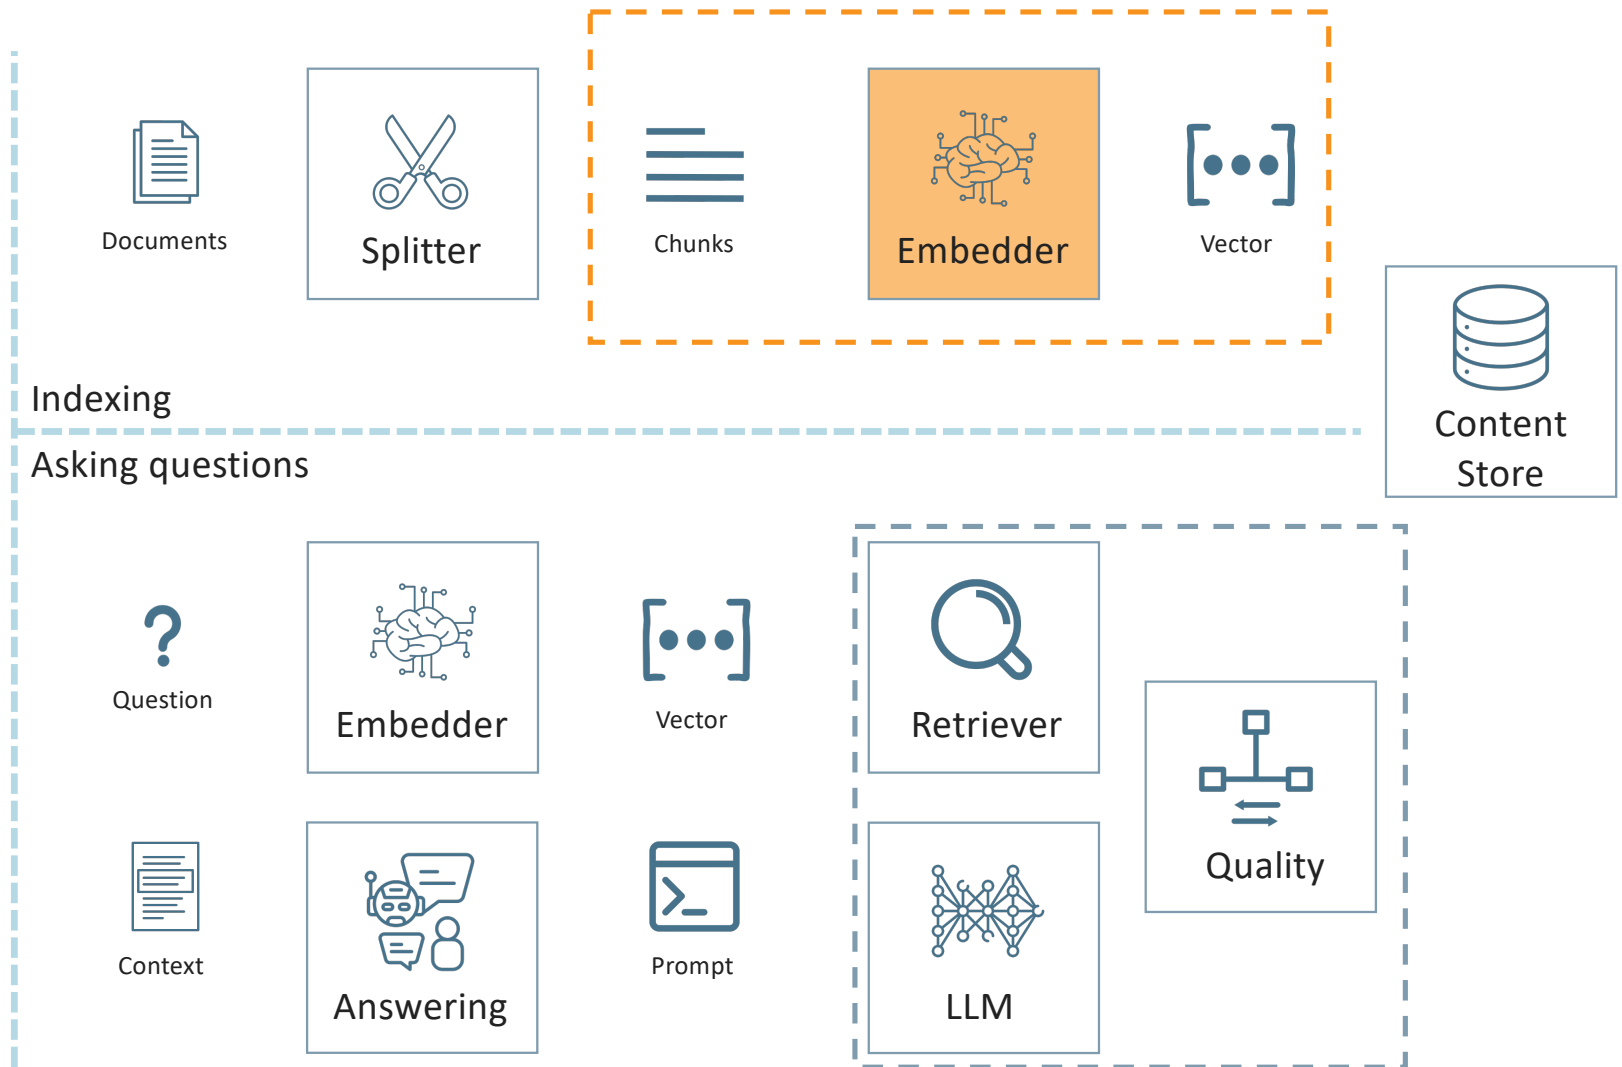 Documents
Splitter
Chunks
Embedder
Vector
Content
Store
Indexing
Asking questions
Question
Embedder
Vector
Retriever
Quality
Context
Answering
Prompt
LLM